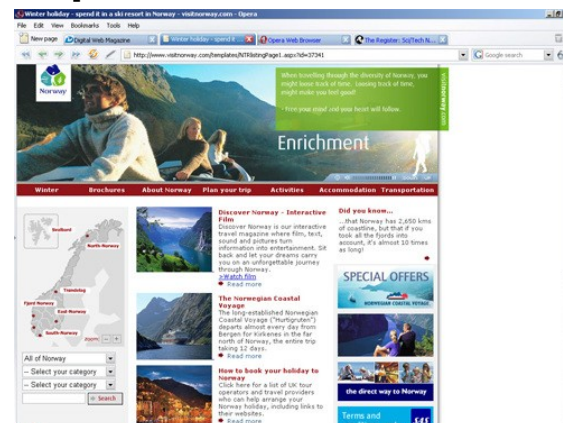 Winter holiday - spend it in a ski resort in Norway - visitnorway.com - Opera
File Edit View Bookmarks Tools Help
New page
Digital Web Magazine
Winter holiday - spend it ...
Opera Web Browser
The Register: Sci/Tech N...
http://www.visitnorway.com/templates/NTRlistingPage1.aspx?id=37341
Google search
NORWAY
When travelling through the diversity of Norway, you
might loose track of time. Loosing track of time,
might make you feel good!
- Free your mind and your heart will follow.
visitnorway.com
Enrichment
Winter Brochures About Norway Plan your trip Activities Accommodation Transportation
Svalbard
North-Norway
Trøndelag
Fjord Norway
East-Norway
South-Norway
zoom:
All of Norway
-- Select your category
-- Select your category
Search
Discover Norway - Interactive
Film
Discover Norway is our interactive
travel magazine where film, text,
sound and pictures turn
information into entertainment. Sit
back and let your dreams carry
you on an unforgettable journey
through Norway.
>Watch film
Read more
The Norwegian Coastal
Voyage
The long-established Norwegian
Coastal Voyage ("Hurtigruten")
departs almost every day from
Bergen for Kirkenes in the far
north of Norway, the entire trip
taking 12 days.
Read more
How to book your holiday to
Norway
Click here for a list of UK tour
operators and travel providers
who can help arrange your
Norway holiday, including links to
their websites.
Read more
Did you know...
...that Norway has 2,650 kms
of coastline, but that if you
took all the fjords into
account, it's almost 10 times
as long!
SPECIAL OFFERS
NORWEGIAN COASTAL VOYAGE
the direct way to Norway
Terms and